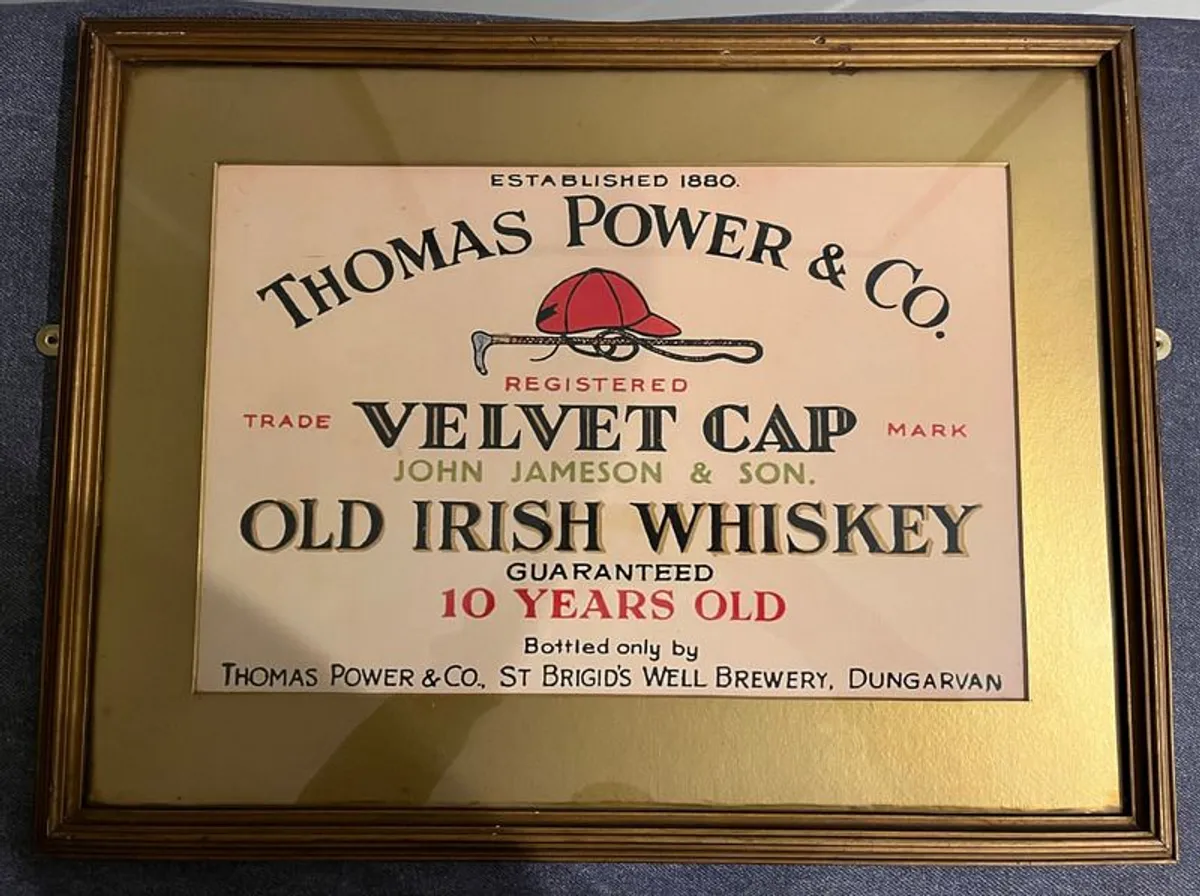 ESTABLISHED 1880.
THOMAS POWER & CO.
REGISTERED
TRADE VELVET CAP MARK
JOHN JAMESON & SON.
OLD IRISH WHISKEY
GUARANTEED
10 YEARS OLD
Bottled only by
THOMAS POWER & CO., ST BRIGID'S WELL BREWERY, DUNGARVAN